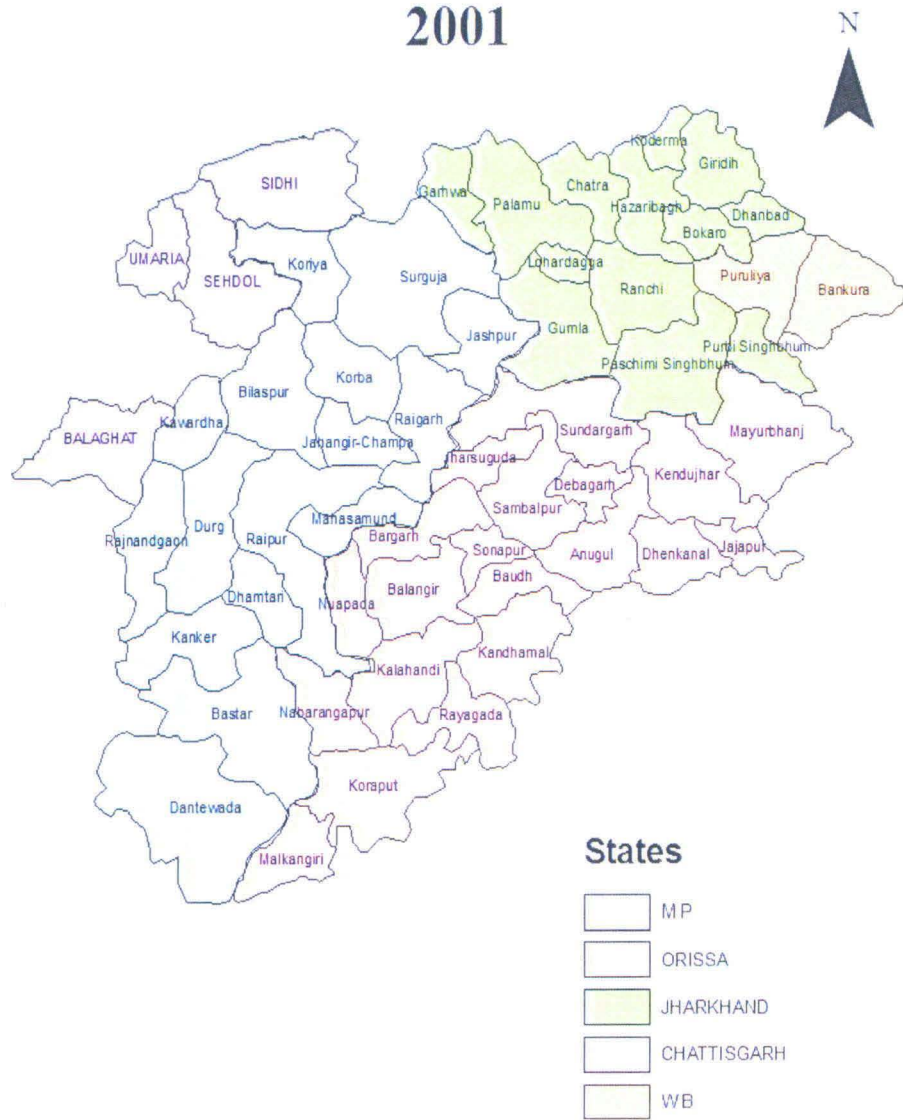 2001
N
Koderma
Giridih
SIDHI
Garhwa
Palamu
Chatra
Hazaribagh
Dhanbad
Bokaro
UMARIA
SEHDOL
Koriya
Surguja
Lohardagga
Ranchi
Puruliya
Bankura
Gumla
Jashpur
Purbi Singhbhum
Paschimi Singhbhum
Korba
Bilaspur
Raigarh
Kawardha
BALAGHAT
Jahangir-Champa
Sundargarh
Mayurbhanj
Jharsuguda
Kendujhar
Debagarh
Sambalpur
Mahasamund
Durg
Raipur
Rajnandgaon
Bargarh
Sonapur
Anugul
Dhenkanal
Jajapur
Baudh
Balangir
Dhamtari
Nuapada
Kanker
Kandhamal
Kalahandi
Bastar
Nabarangapur
Rayagada
Koraput
Dantewada
Malkangiri
States
MP
ORISSA
JHARKHAND
CHATTISGARH
WB